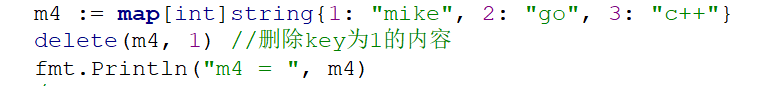 m4 := map[int]string{1: "mike", 2: "go", 3: "c++"}
delete(m4, 1) //删除key为1的内容
fmt.Println("m4 = ", m4)